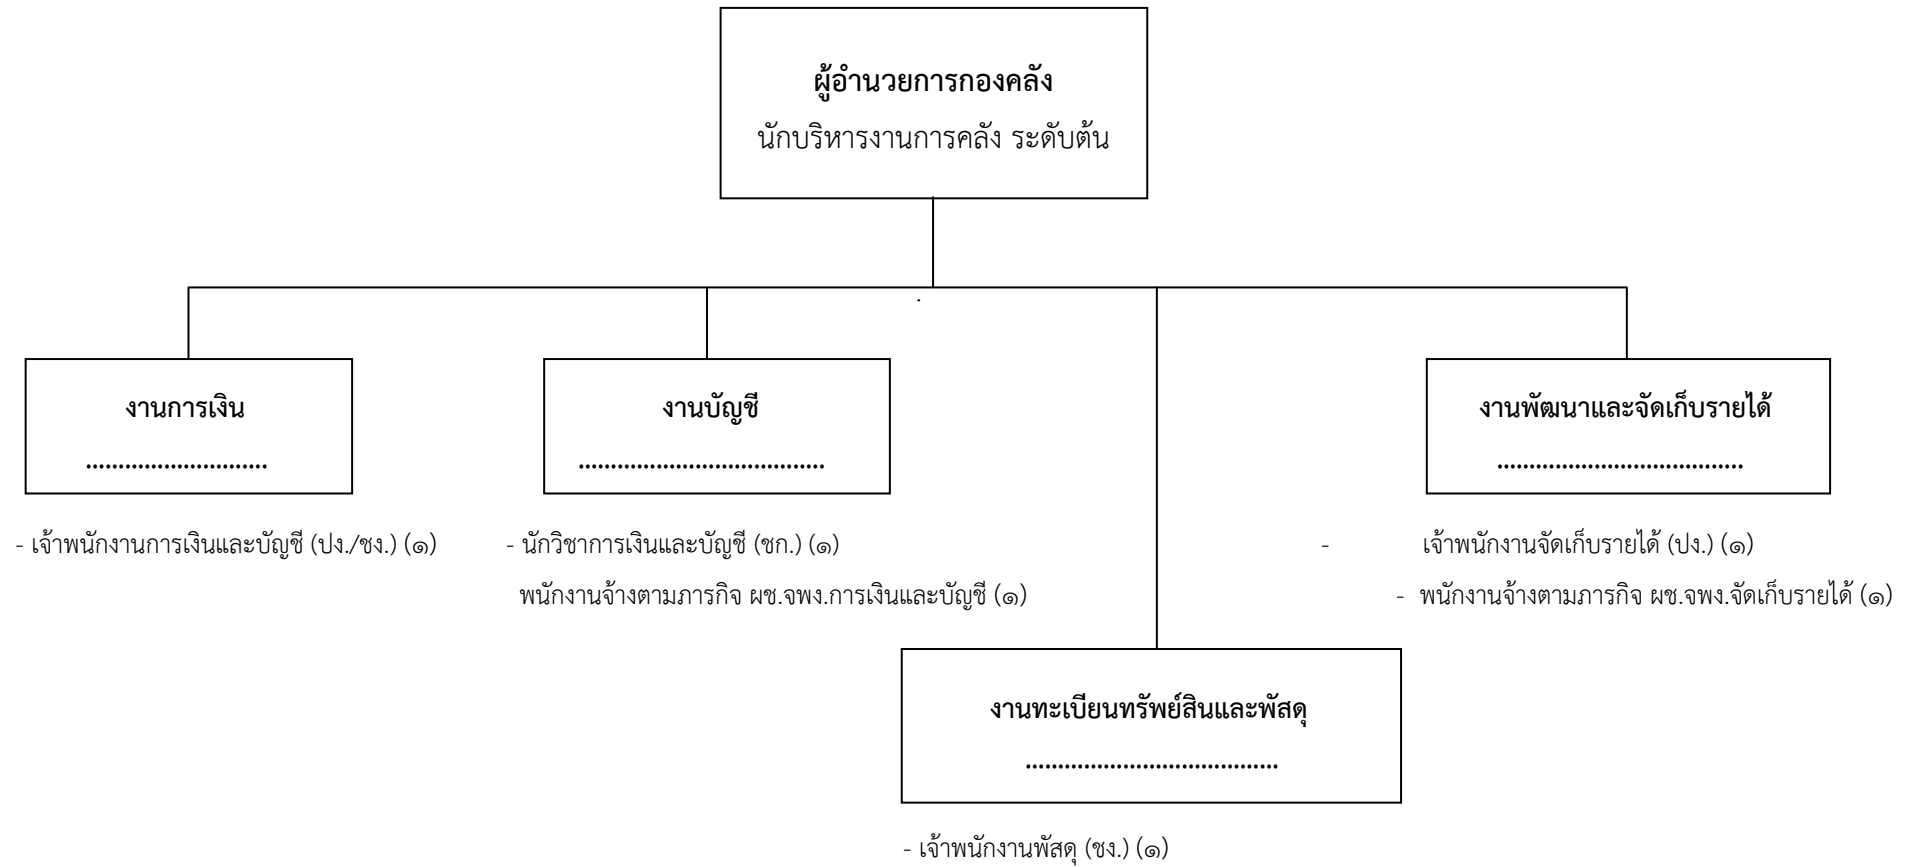 ผู้อำนวยการกองคลัง
นักบริหารงานการคลัง ระดับต้น
งานการเงิน
............................
งานบัญชี
......................................
งานพัฒนาและจัดเก็บรายได้
......................................
- เจ้าพนักงานการเงินและบัญชี (ปง./ชง.) (๑)
- นักวิชาการเงินและบัญชี (ชก.) (๑)
พนักงานจ้างตามภารกิจ ผช.จพง.การเงินและบัญชี (๑)
- เจ้าพนักงานจัดเก็บรายได้ (ปง.) (๑)
- พนักงานจ้างตามภารกิจ ผช.จพง.จัดเก็บรายได้ (๑)
งานทะเบียนทรัพย์สินและพัสดุ
.......................................
- เจ้าพนักงานพัสดุ (ชง.) (๑)